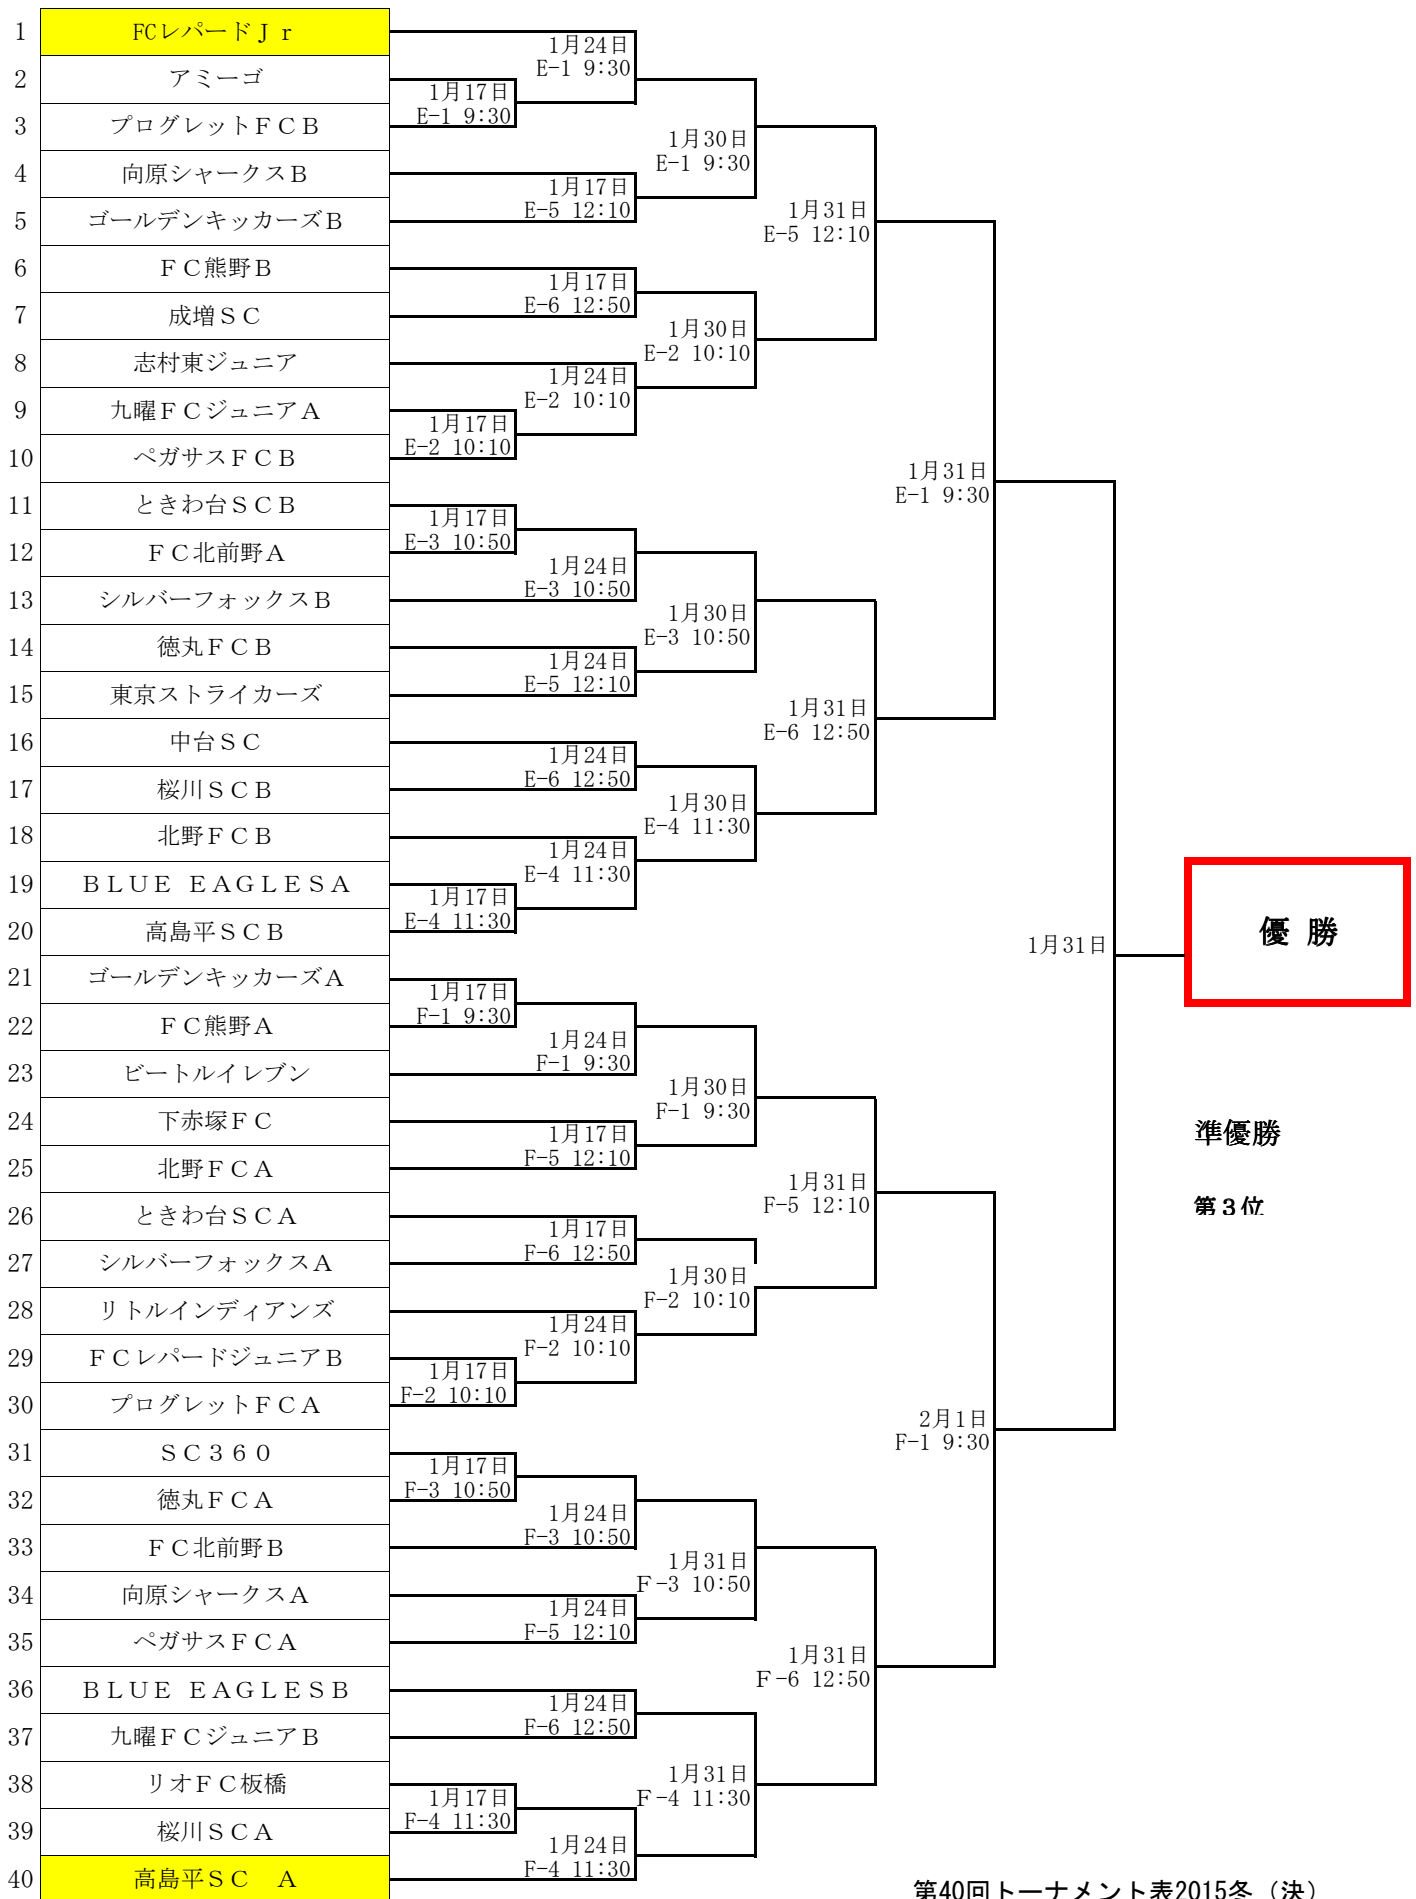 1 FCレパードJr
1月24日
E-1 9:30
2 アミーゴ
1月17日
E-1 9:30
3 プログレットFCB
1月30日
E-1 9:30
4 向原シャークスB
1月17日
E-5 12:10
5 ゴールデンキッカーズB
1月31日
E-5 12:10
6 FC熊野B
1月17日
E-6 12:50
7 成増SC
1月30日
E-2 10:10
8 志村東ジュニア
1月24日
E-2 10:10
9 九曜FCジュニアA
1月17日
E-2 10:10
10 ペガサスFCB
1月31日
E-1 9:30
11 ときわ台SCB
1月17日
E-3 10:50
12 FC北前野A
1月24日
E-3 10:50
13 シルバーフォックスB
1月30日
E-3 10:50
14 徳丸FCB
1月24日
E-5 12:10
15 東京ストライカーズ
1月31日
E-6 12:50
16 中台SC
1月24日
E-6 12:50
17 桜川SCB
1月30日
E-4 11:30
18 北野FCB
1月24日
E-4 11:30
19 BLUE EAGLESA
1月17日
E-4 11:30
20 高島平SCB
1月31日
優 勝
21 ゴールデンキッカーズA
1月17日
F-1 9:30
22 FC熊野A
1月24日
F-1 9:30
23 ビートルイレブン
1月30日
F-1 9:30
24 下赤塚FC
1月17日
F-5 12:10
準優勝
25 北野FCA
1月31日
F-5 12:10
第3位
26 ときわ台SCA
1月17日
F-6 12:50
27 シルバーフォックスA
1月30日
F-2 10:10
28 リトルインディアンズ
1月24日
F-2 10:10
29 FCレパードジュニアB
1月17日
F-2 10:10
30 プログレットFCA
2月1日
F-1 9:30
31 SC360
1月17日
F-3 10:50
32 徳丸FCA
1月24日
F-3 10:50
33 FC北前野B
1月31日
F-3 10:50
34 向原シャークスA
1月24日
F-5 12:10
35 ペガサスFCA
1月31日
F-6 12:50
36 BLUE EAGLESB
1月24日
F-6 12:50
37 九曜FCジュニアB
1月31日
F-4 11:30
38 リオFC板橋
1月17日
F-4 11:30
39 桜川SCA
1月24日
F-4 11:30
40 高島平SC A
第40回トーナメント表2015冬（決）